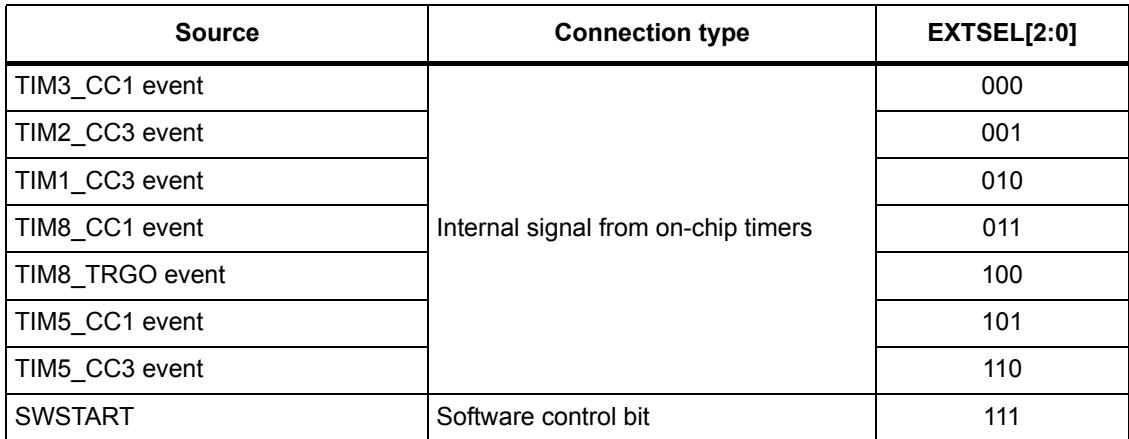 Source Connection type EXTSEL[2:0]
TIM3_CC1 event 000
TIM2_CC3 event 001
TIM1_CC3 event 010
TIM8_CC1 event Internal signal from on-chip timers 011
TIM8_TRGO event 100
TIM5_CC1 event 101
TIM5_CC3 event 110
SWSTART Software control bit 111